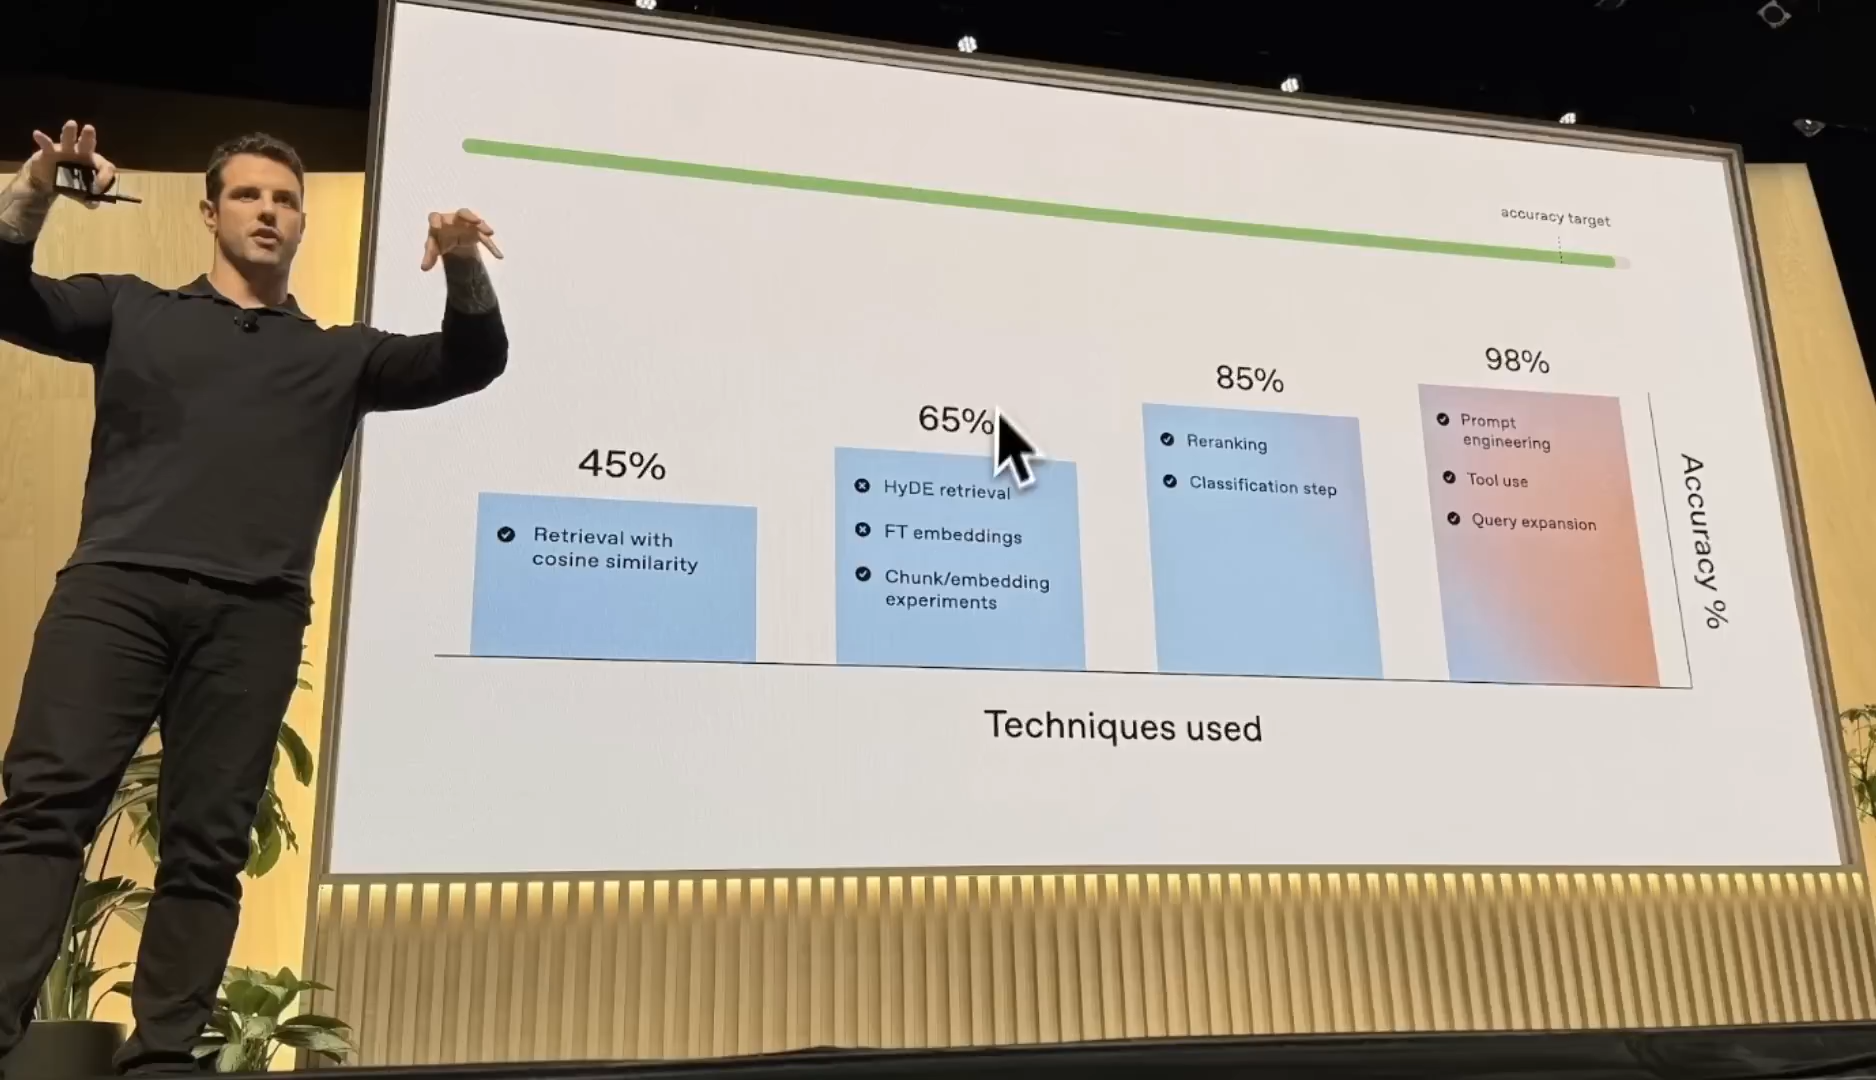 accuracy target
45%
Retrieval with
cosine similarity
65%
HyDE retrieval
FT embeddings
Chunk/embedding
experiments
85%
Reranking
Classification step
98%
Prompt
engineering
Tool use
Query expansion
Accuracy %
Techniques used